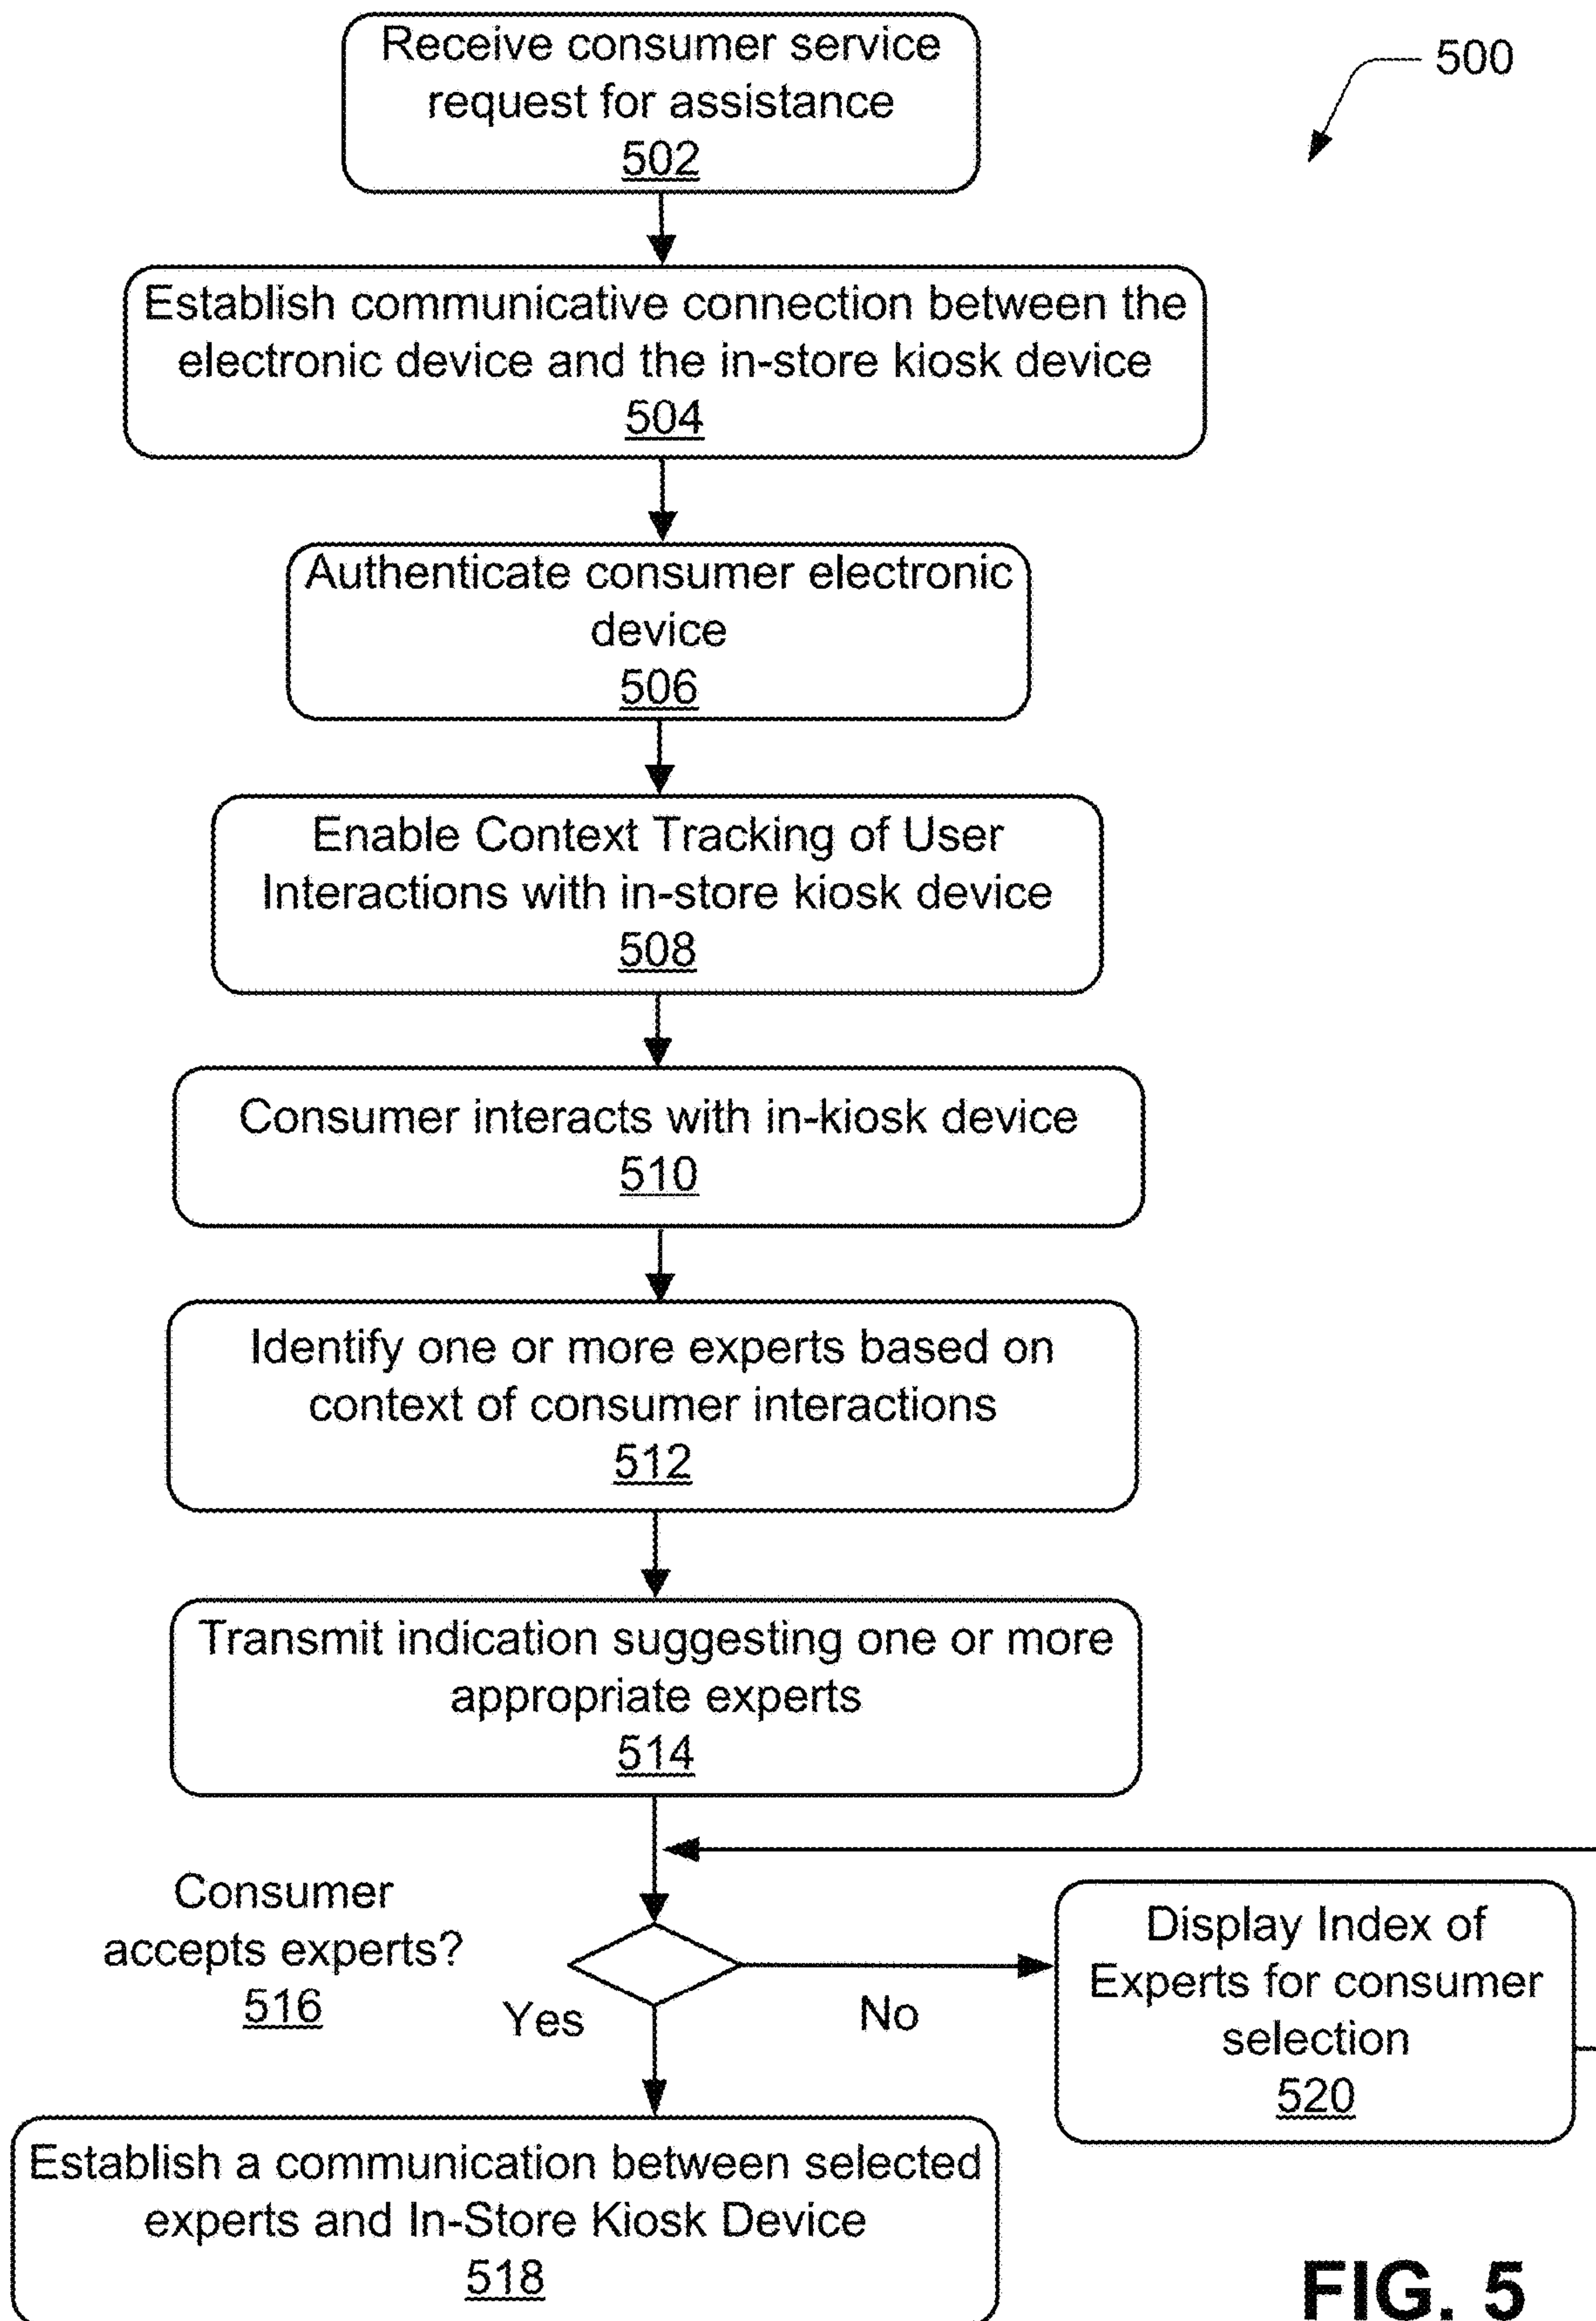 Receive consumer service
request for assistance
502
500
Establish communicative connection between the
electronic device and the in-store kiosk device
504
Authenticate consumer electronic
device
506
Enable Context Tracking of User
Interactions with in-store kiosk device
508
Consumer interacts with in-kiosk device
510
Identify one or more experts based on
context of consumer interactions
512
Transmit indication suggesting one or more
appropriate experts
514
Consumer
accepts experts?
516
Yes
No
Display Index of
Experts for consumer
selection
520
Establish a communication between selected
experts and In-Store Kiosk Device
518
FIG. 5